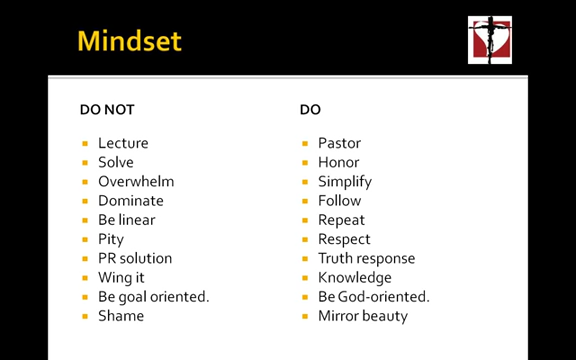 Mindset
DO NOT
Lecture
Solve
Overwhelm
Dominate
Be linear
Pity
PR solution
Wing it
Be goal oriented.
Shame
DO
Pastor
Honor
Simplify
Follow
Repeat
Respect
Truth response
Knowledge
Be God-oriented.
Mirror beauty